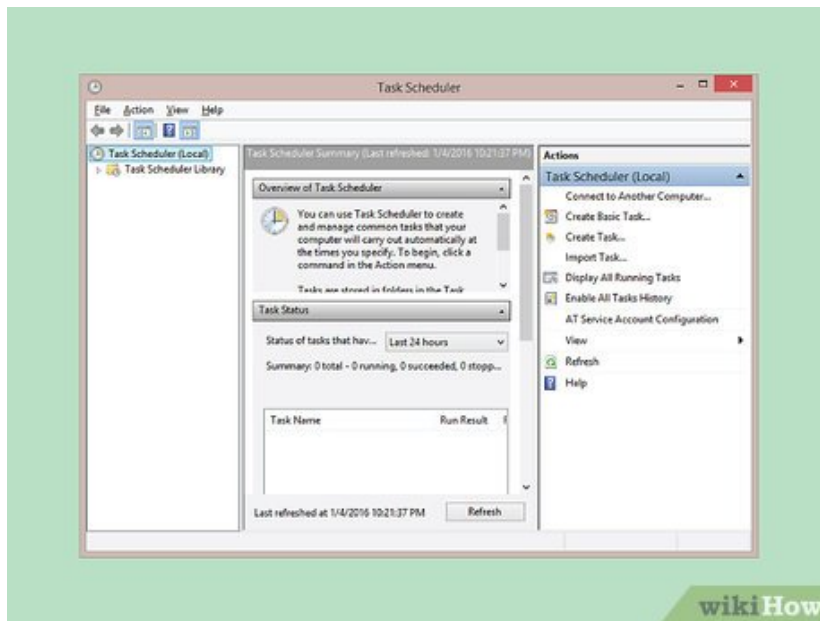 Task Scheduler
File Action View Help
Task Scheduler (Local)
Task Scheduler Library
Task Scheduler Summary (Last refreshed: 1/4/2016 10:21:37 PM)
Overview of Task Scheduler
You can use Task Scheduler to create
and manage common tasks that your
computer will carry out automatically at
the times you specify. To begin, click a
command in the Action menu.
Tasks are stored in folders in the Task
Task Status
Status of tasks that hav... Last 24 hours
Summary: 0 total - 0 running, 0 succeeded, 0 stopp...
Task Name Run Result
Last refreshed at 1/4/2016 10:21:37 PM Refresh
Actions
Task Scheduler (Local)
Connect to Another Computer...
Create Basic Task...
Create Task...
Import Task...
Display All Running Tasks
Enable All Tasks History
AT Service Account Configuration
View
Refresh
Help
wikiHow